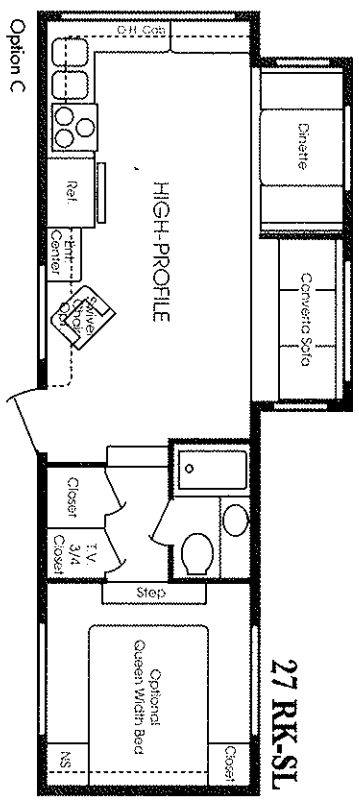 27 RK-SL
Option C
O.H. Cab
Dinette
Converta Sofa
HIGH-PROFILE
Ref.
Ent.
Center
Swivel
Chair
Opt.
Closet
T.V.
3/4
Closet
Step
Optional
Queen Width Bed
Closet
NS